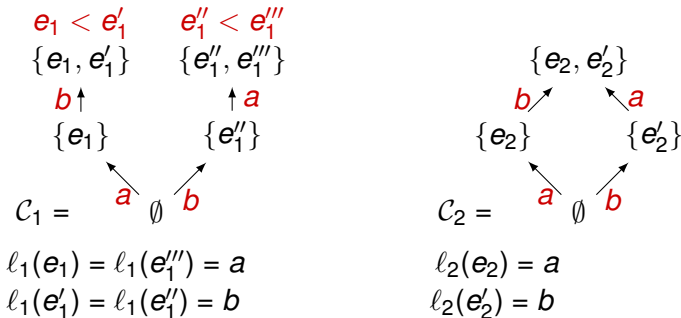 e₁ < e′₁ e″₁ < e‴₁
{e₁, e′₁} {e″₁, e‴₁} {e₂, e′₂}
b a b a
{e₁} {e″₁} {e₂} {e′₂}
a b a b
C₁ = ∅ C₂ = ∅
ℓ₁(e₁) = ℓ₁(e‴₁) = a ℓ₂(e₂) = a
ℓ₁(e′₁) = ℓ₁(e″₁) = b ℓ₂(e′₂) = b